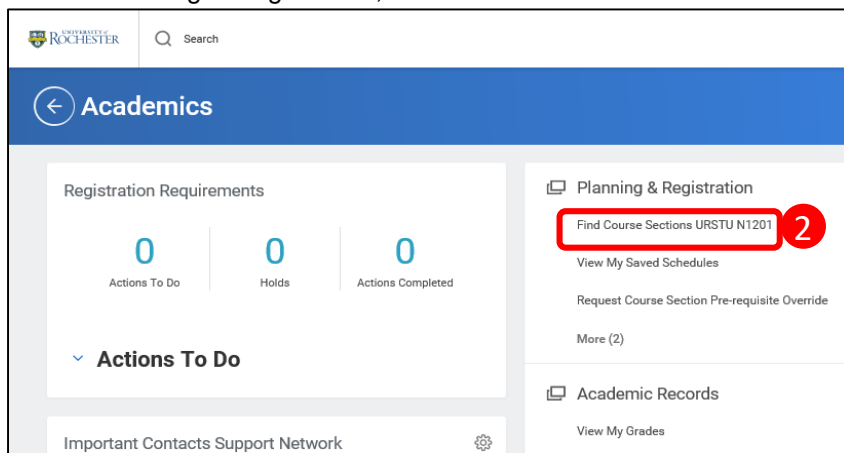 UNIVERSITY of
ROCHESTER
Search
Academics
Registration Requirements
0
0
0
Actions To Do
Holds
Actions Completed
Actions To Do
Important Contacts Support Network
Planning & Registration
Find Course Sections URSTU N1201
2
View My Saved Schedules
Request Course Section Pre-requisite Override
More (2)
Academic Records
View My Grades